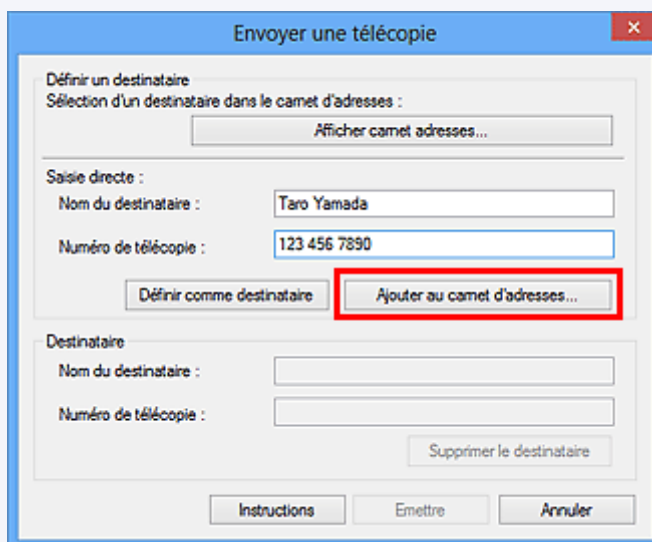 Envoyer une télécopie
Définir un destinataire
Sélection d'un destinataire dans le carnet d'adresses :
Afficher carnet adresses...
Saisie directe :
Nom du destinataire : Taro Yamada
Numéro de télécopie : 123 456 7890
Définir comme destinataire Ajouter au carnet d'adresses...
Destinataire
Nom du destinataire :
Numéro de télécopie :
Supprimer le destinataire
Instructions Emettre Annuler